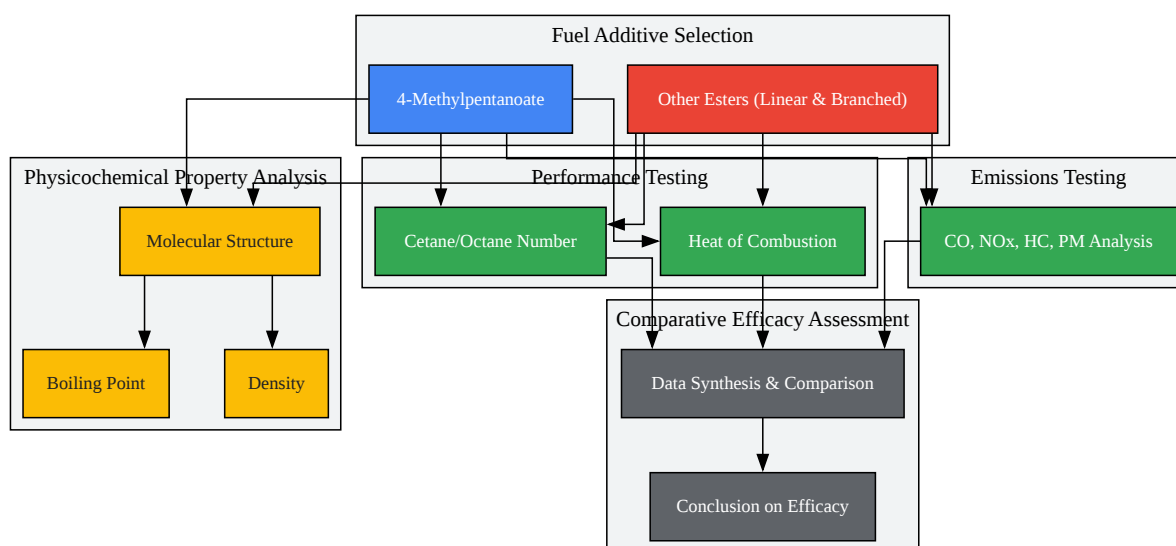 Fuel Additive Selection
4-Methylpentanoate
Other Esters (Linear & Branched)
Physicochemical Property Analysis
Performance Testing
Emissions Testing
Molecular Structure
Cetane/Octane Number
Heat of Combustion
CO, NOx, HC, PM Analysis
Comparative Efficacy Assessment
Boiling Point
Density
Data Synthesis & Comparison
Conclusion on Efficacy